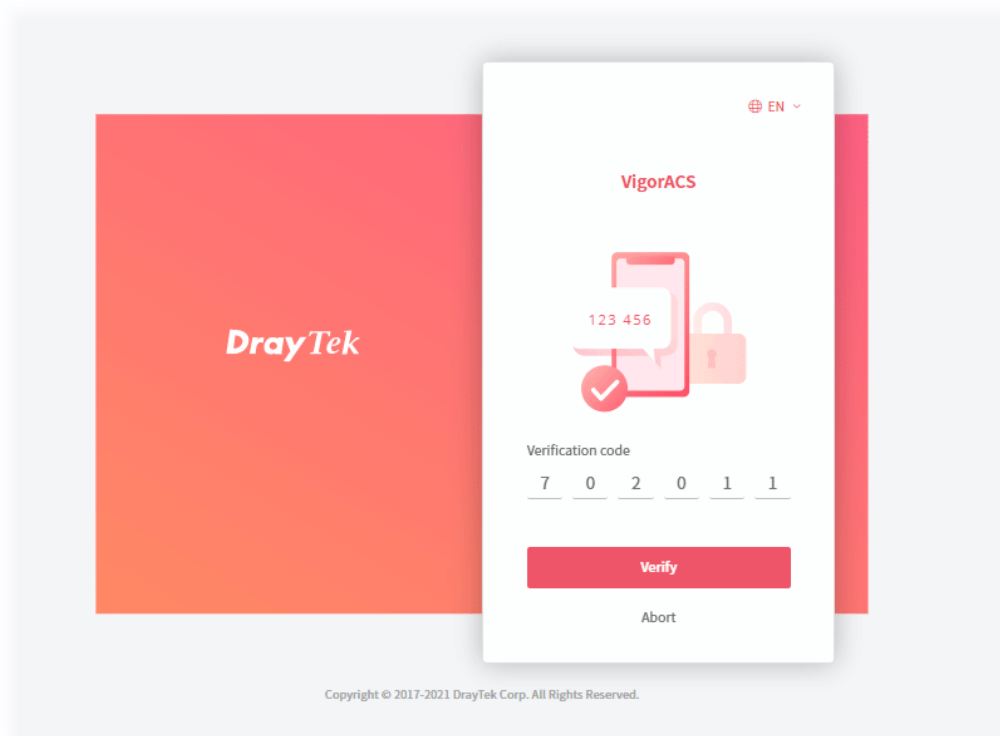 EN
VigorACS
123 456
DrayTek
Verification code
7 0 2 0 1 1
Verify
Abort
Copyright © 2017-2021 DrayTek Corp. All Rights Reserved.